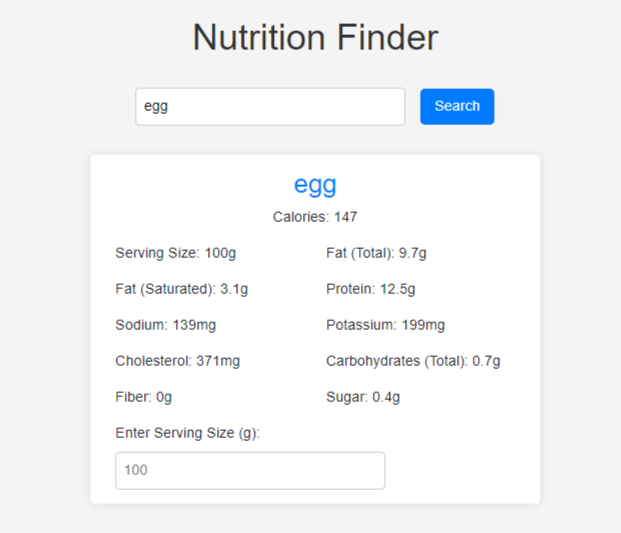 Nutrition Finder
egg
Search
egg
Calories: 147
Serving Size: 100g
Fat (Total): 9.7g
Fat (Saturated): 3.1g
Protein: 12.5g
Sodium: 139mg
Potassium: 199mg
Cholesterol: 371mg
Carbohydrates (Total): 0.7g
Fiber: 0g
Sugar: 0.4g
Enter Serving Size (g):
100